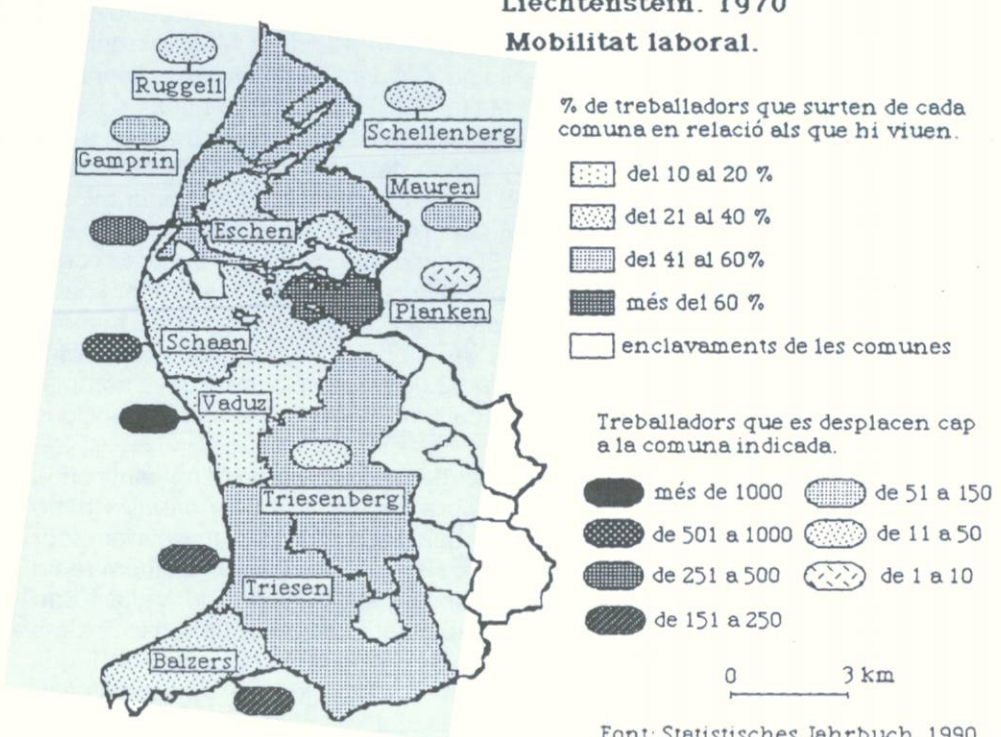 Liechtenstein. 1970
Mobilitat laboral.
Ruggell
Schellenberg
Gamprin
Mauren
Eschen
Planken
Schaan
Vaduz
Triesenberg
Triesen
Balzers
% de treballadors que surten de cada
comuna en relació als que hi viuen.
del 10 al 20 %
del 21 al 40 %
del 41 al 60%
més del 60 %
enclavaments de les comunes
Treballadors que es desplacen cap
a la comuna indicada.
més de 1000
de 501 a 1000
de 251 a 500
de 151 a 250
de 51 a 150
de 11 a 50
de 1 a 10
0 3 km
Font: Statistisches Jahrbuch, 1990